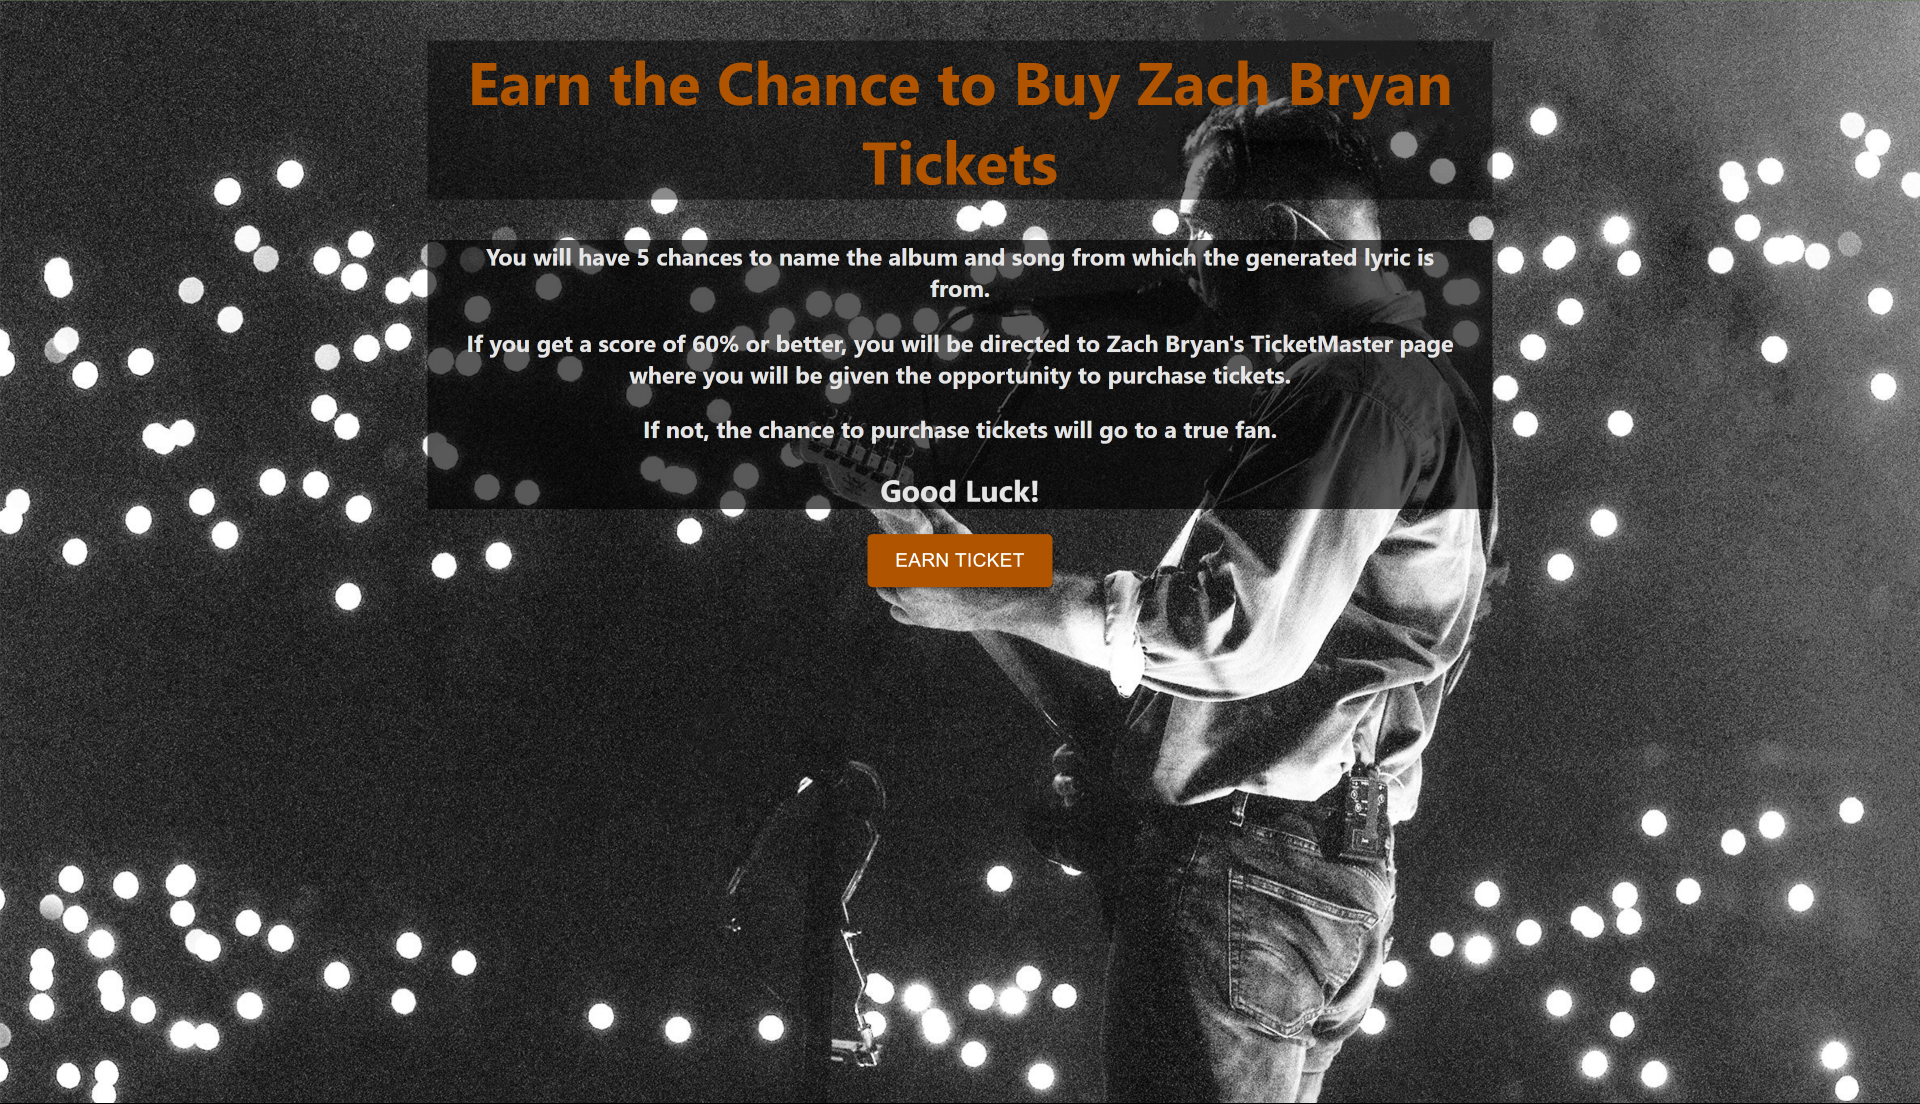 Earn the Chance to Buy Zach Bryan
Tickets
You will have 5 chances to name the album and song from which the generated lyric is
from.
If you get a score of 60% or better, you will be directed to Zach Bryan's TicketMaster page
where you will be given the opportunity to purchase tickets.
If not, the chance to purchase tickets will go to a true fan.
Good Luck!
EARN TICKET